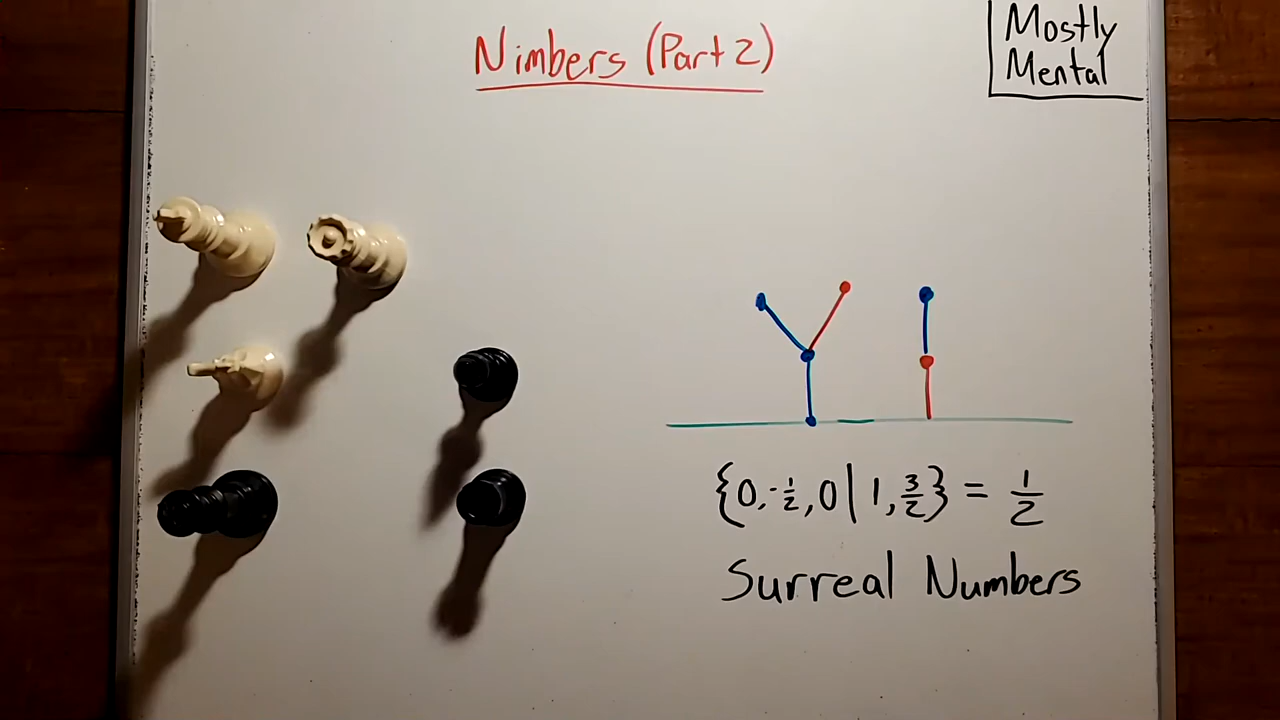 Nimbers (Part 2)
Mostly
Mental
{0,-1/2,0|1,3/2} = 1/2
Surreal Numbers